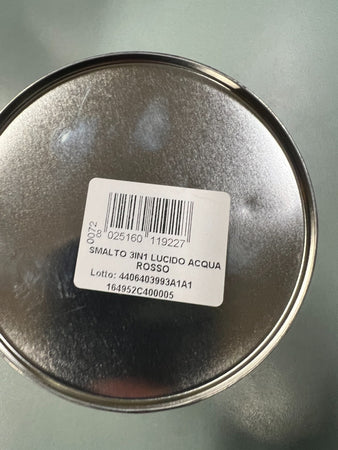 0072
8 025160 119227
SMALTO 3IN1 LUCIDO ACQUA
ROSSO
Lotto: 4406403993A1A1
164952C400005